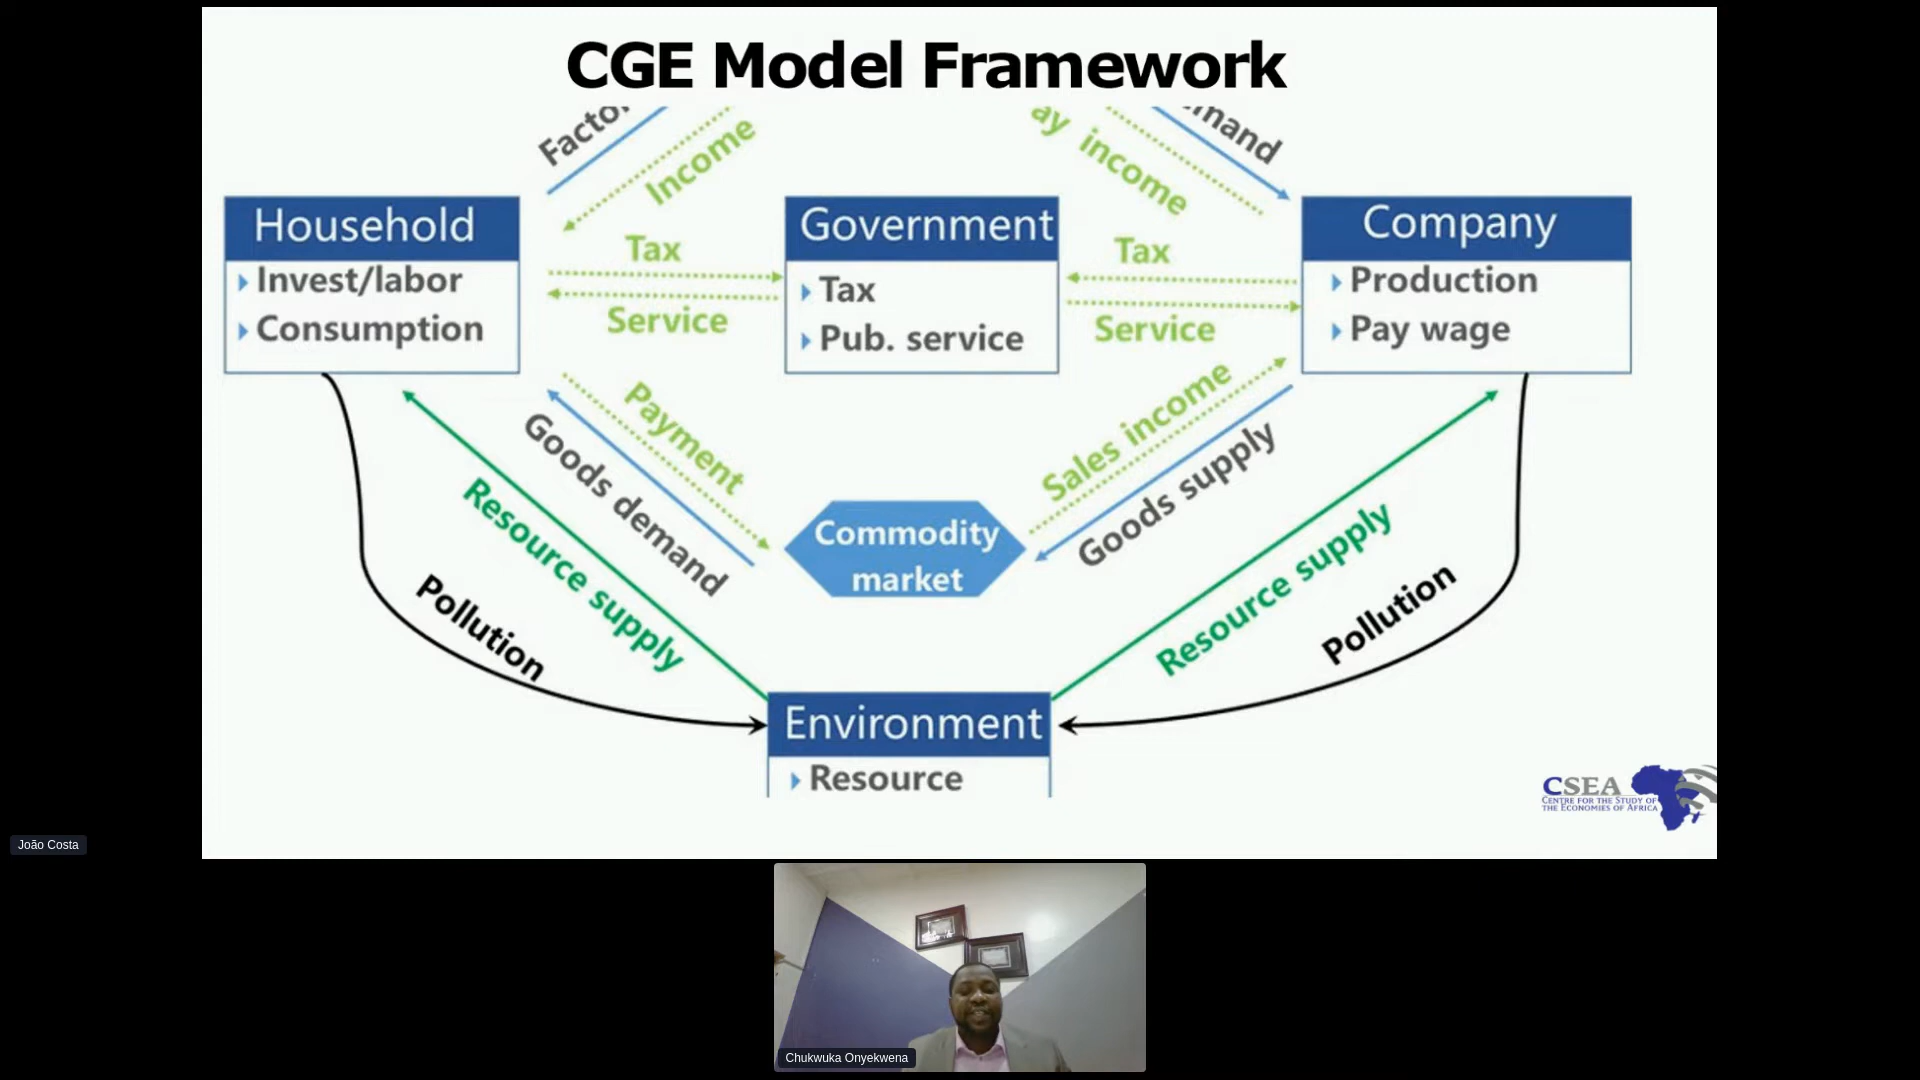 CGE Model Framework
Income
income
Household
Invest/labor
Consumption
Tax
Service
Government
Tax
Pub. service
Tax
Service
Company
Production
Pay wage
Payment
Goods demand
Sales income
Goods supply
Resource supply
Pollution
Commodity
market
Resource supply
Pollution
Environment
Resource
CSEA
CENTRE FOR THE STUDY OF
THE ECONOMIES OF AFRICA
João Costa
Chukwuka Onyekwena